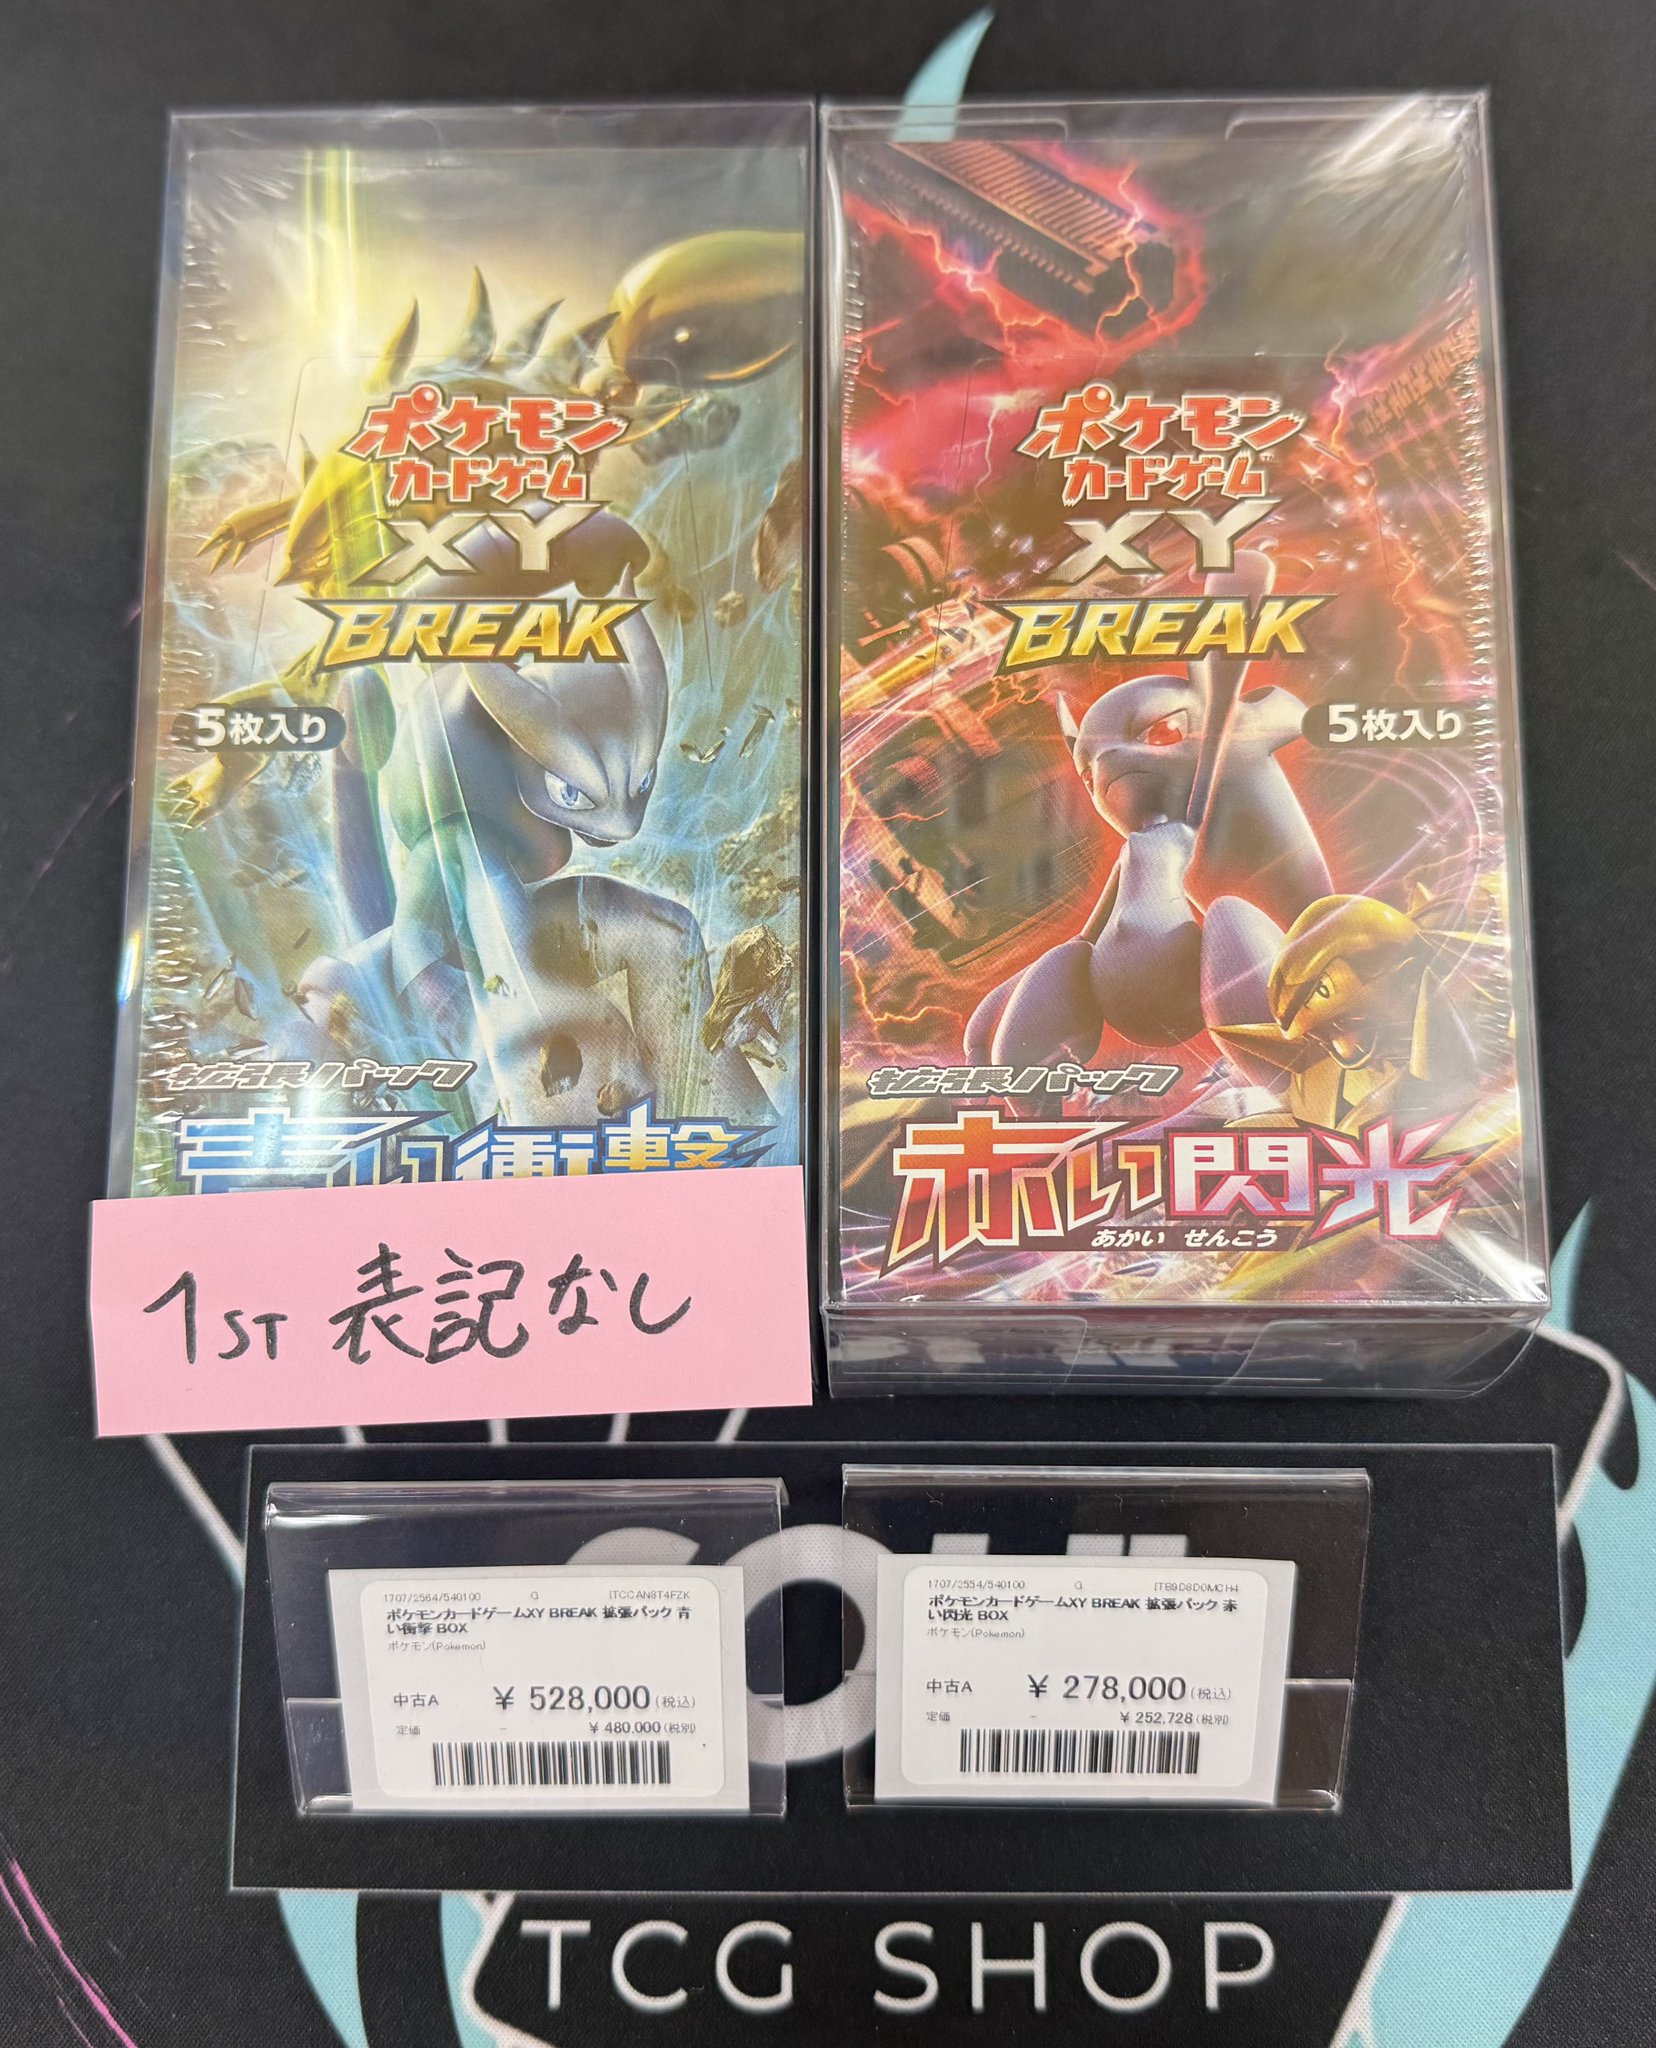 ポケモン
カードゲーム
XY
BREAK
5枚入り
拡張パック
青い衝撃
ポケモン
カードゲーム
XY
BREAK
5枚入り
拡張パック
赤い閃光
あかい せんこう
1ST 表記なし
1707/2564/540100 G ITCCAN8T4FZK
ポケモンカードゲームXY BREAK 拡張パック 青
い衝撃 BOX
ポケモン(Pokemon)
中古A ¥ 528,000(税込)
定価 - ¥ 480,000(税別)
1707/2554/540100 G ITB9D8D0MCH4
ポケモンカードゲームXY BREAK 拡張パック 赤
い閃光 BOX
ポケモン(Pokemon)
中古A ¥ 278,000(税込)
定価 - ¥ 252,728(税別)
TCG SHOP